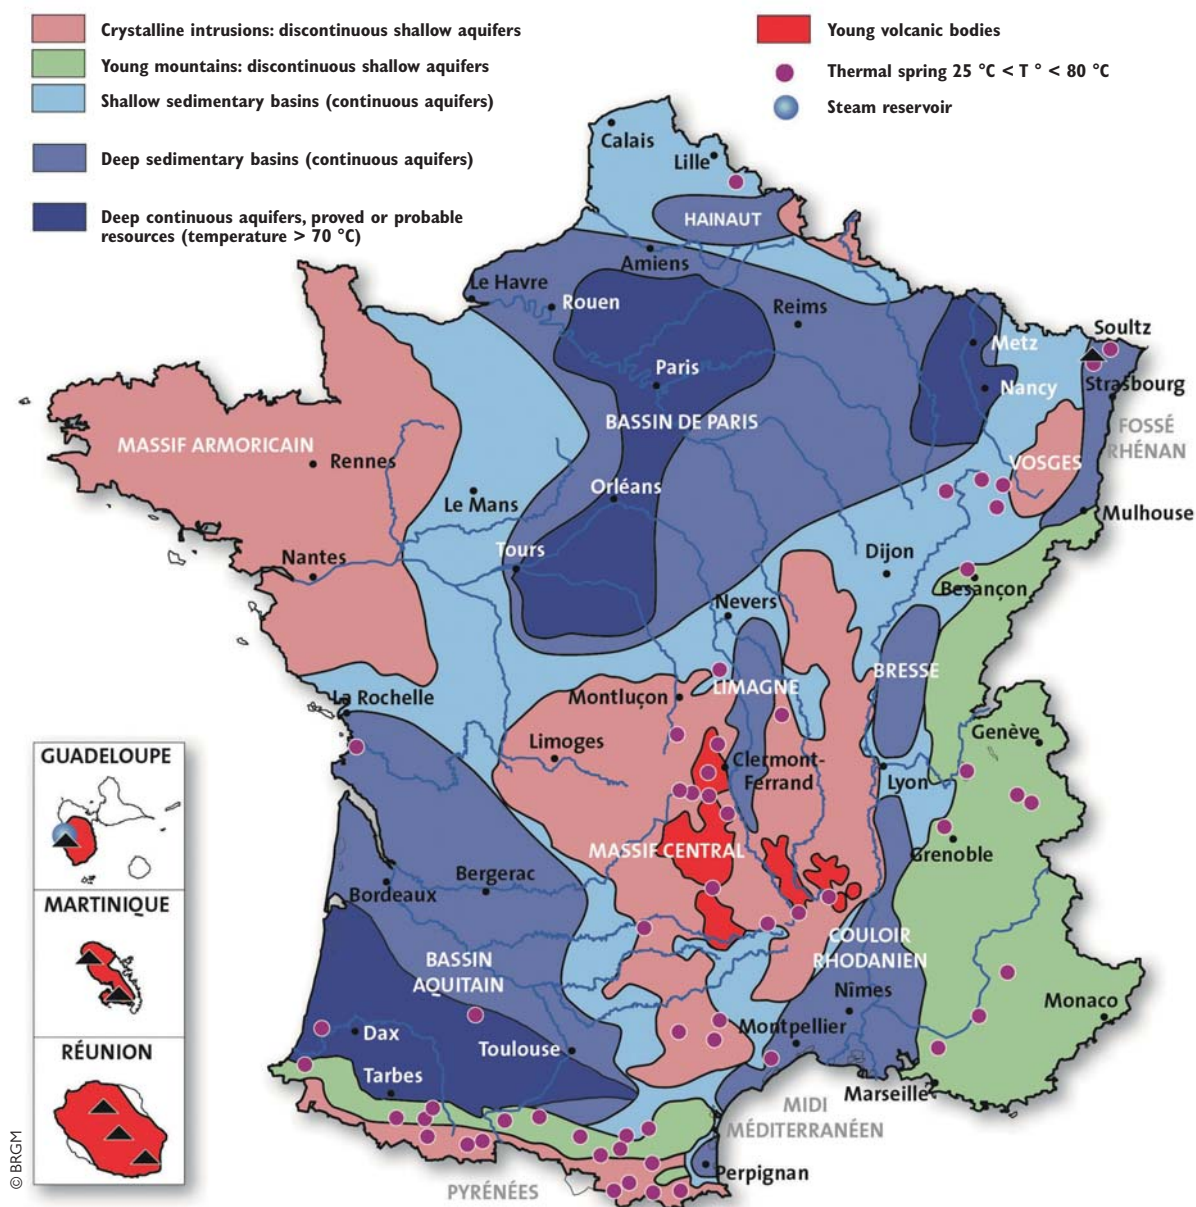 Crystalline intrusions: discontinuous shallow aquifers
Young mountains: discontinuous shallow aquifers
Shallow sedimentary basins (continuous aquifers)
Deep sedimentary basins (continuous aquifers)
Deep continuous aquifers, proved or probable
resources (temperature > 70 °C)
Young volcanic bodies
Thermal spring 25 °C < T ° < 80 °C
Steam reservoir
Calais
Lille
HAINAUT
Amiens
Le Havre
Rouen
Reims
Soultz
Metz
Paris
Strasbourg
Nancy
BASSIN DE PARIS
FOSSÉ
RHÉNAN
MASSIF ARMORICAIN
Rennes
VOSGES
Orléans
Le Mans
Mulhouse
Tours
Dijon
Nantes
Besançon
Nevers
BRESSE
LIMAGNE
La Rochelle
Montluçon
Genève
Limoges
Clermont-
Ferrand
Lyon
GUADELOUPE
MASSIF CENTRAL
Grenoble
Bergerac
Bordeaux
MARTINIQUE
COULOIR
RHODANIEN
BASSIN
AQUITAIN
Nîmes
Monaco
Montpellier
Dax
Toulouse
RÉUNION
Tarbes
Marseille
MIDI
MÉDITERRANÉEN
Perpignan
PYRÉNÉES
© BRGM